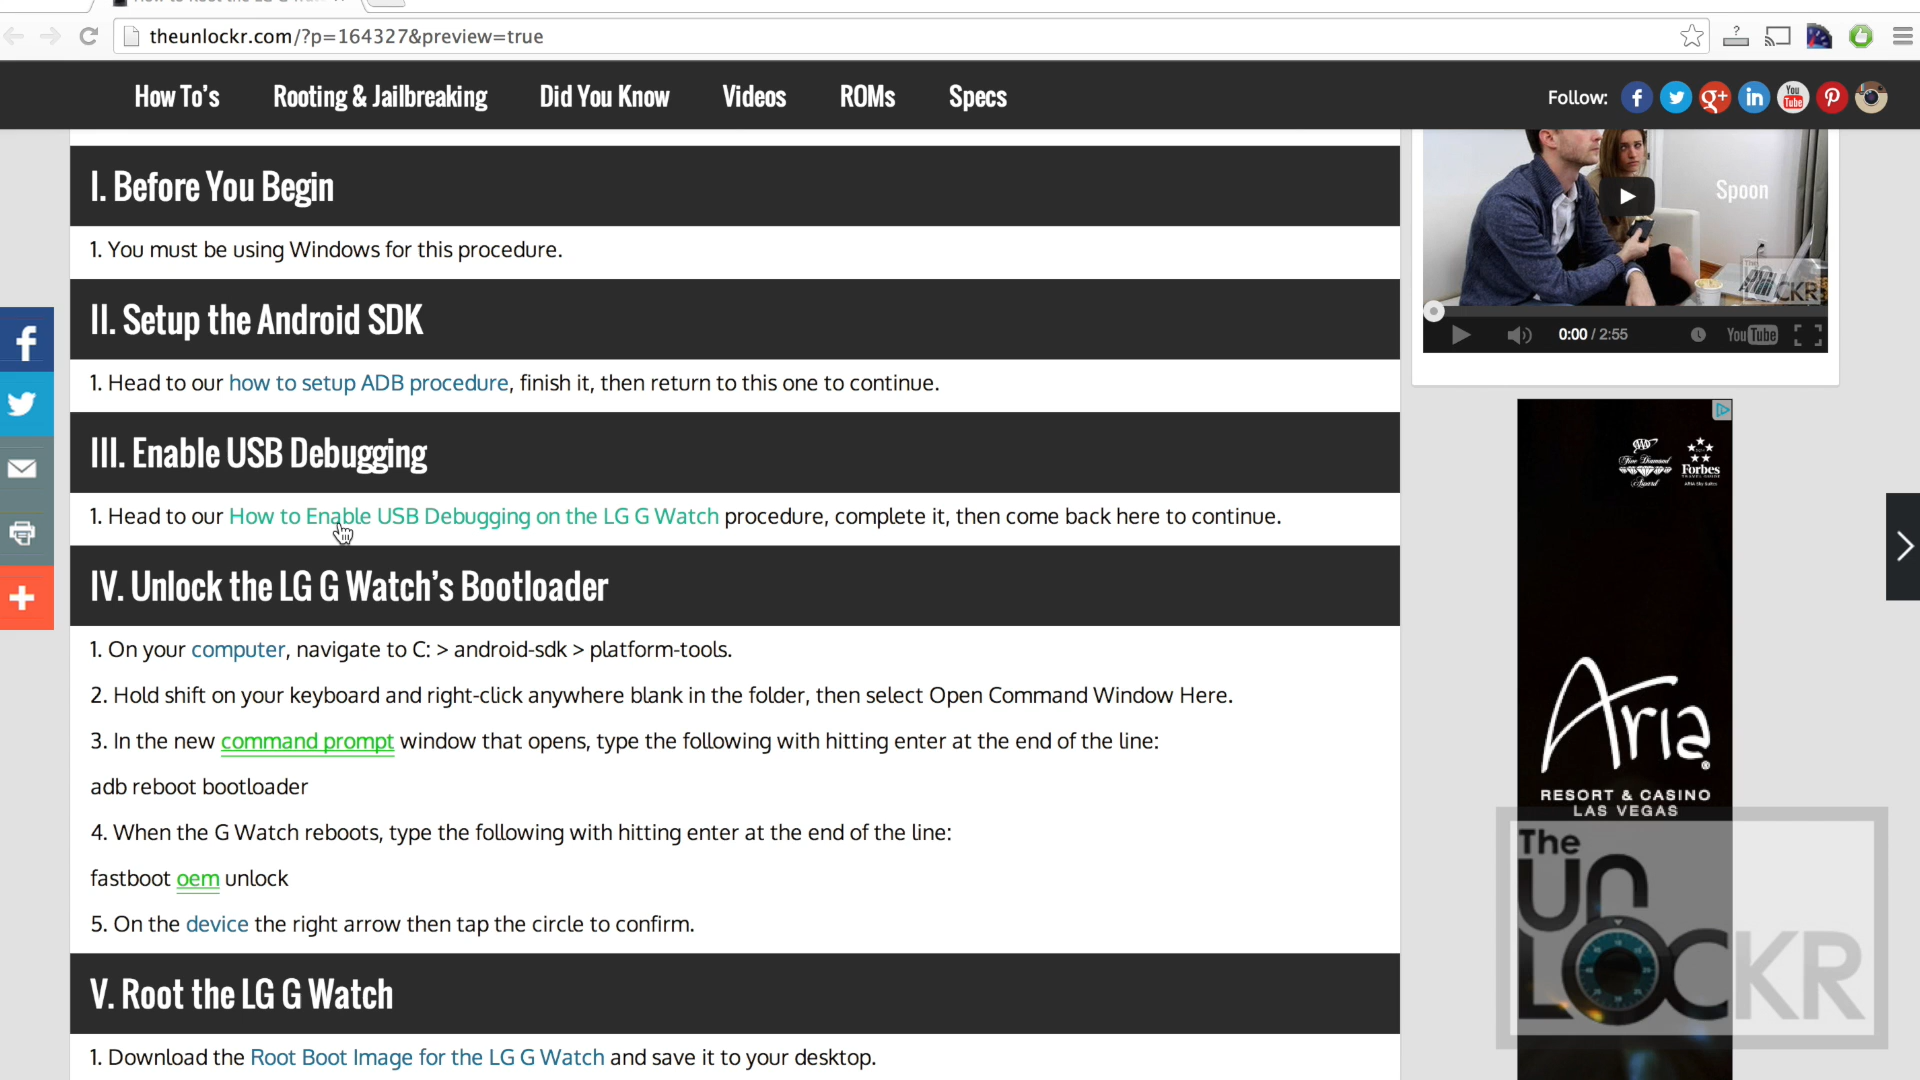 theunlockr.com/?p=164327&preview=true
How To's Rooting & Jailbreaking Did You Know Videos ROMs Specs Follow:
I. Before You Begin
1. You must be using Windows for this procedure.
II. Setup the Android SDK
1. Head to our how to setup ADB procedure, finish it, then return to this one to continue.
III. Enable USB Debugging
1. Head to our How to Enable USB Debugging on the LG G Watch procedure, complete it, then come back here to continue.
IV. Unlock the LG G Watch’s Bootloader
1. On your computer, navigate to C: > android-sdk > platform-tools.
2. Hold shift on your keyboard and right-click anywhere blank in the folder, then select Open Command Window Here.
3. In the new command prompt window that opens, type the following with hitting enter at the end of the line:
adb reboot bootloader
4. When the G Watch reboots, type the following with hitting enter at the end of the line:
fastboot oem unlock
5. On the device the right arrow then tap the circle to confirm.
V. Root the LG G Watch
1. Download the Root Boot Image for the LG G Watch and save it to your desktop.
Spoon
0:00 / 2:55
YouTube
Five Diamond
Award
Forbes
Aria
RESORT & CASINO
LAS VEGAS
The
UN
LOCKR